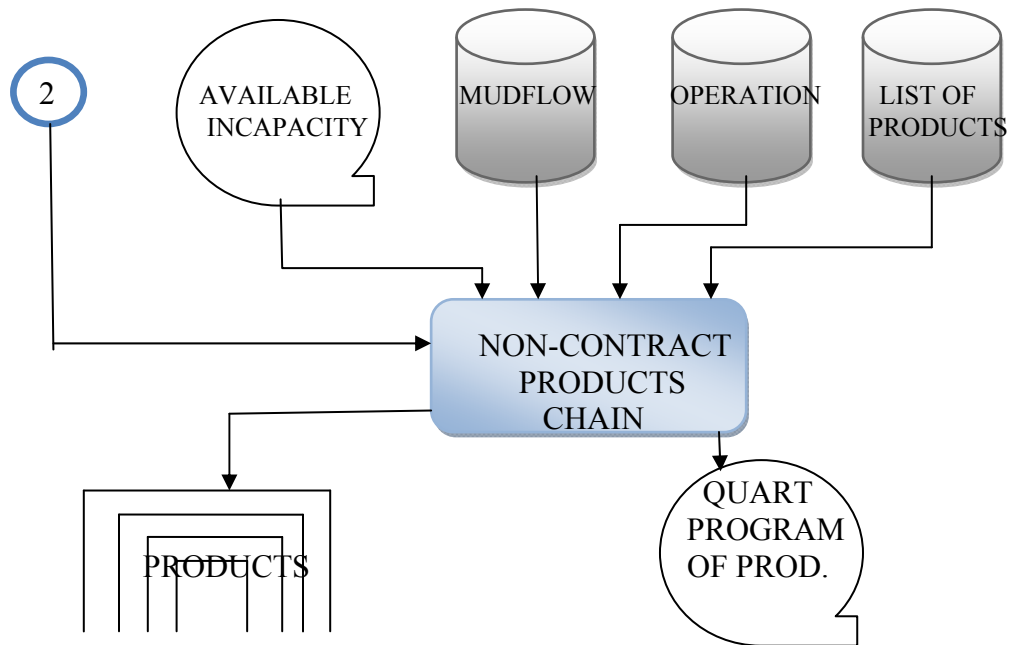 2
AVAILABLE
INCAPACITY
MUDFLOW
OPERATION
LIST OF
PRODUCTS
NON-CONTRACT
PRODUCTS
CHAIN
PRODUCTS
QUART
PROGRAM
OF PROD.